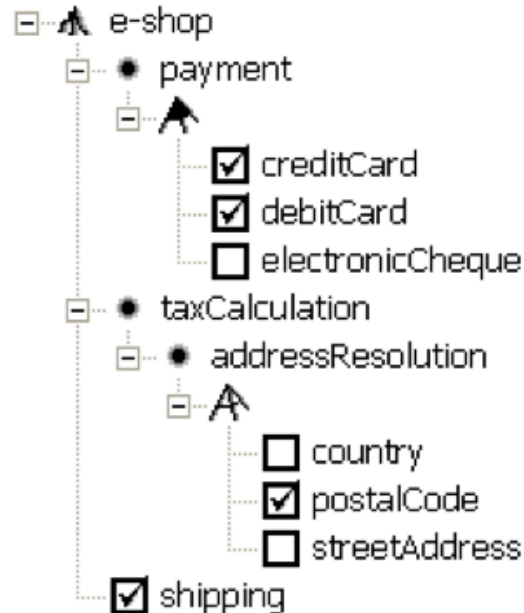 e-shop
payment
creditCard
debitCard
electronicCheque
taxCalculation
addressResolution
country
postalCode
streetAddress
shipping